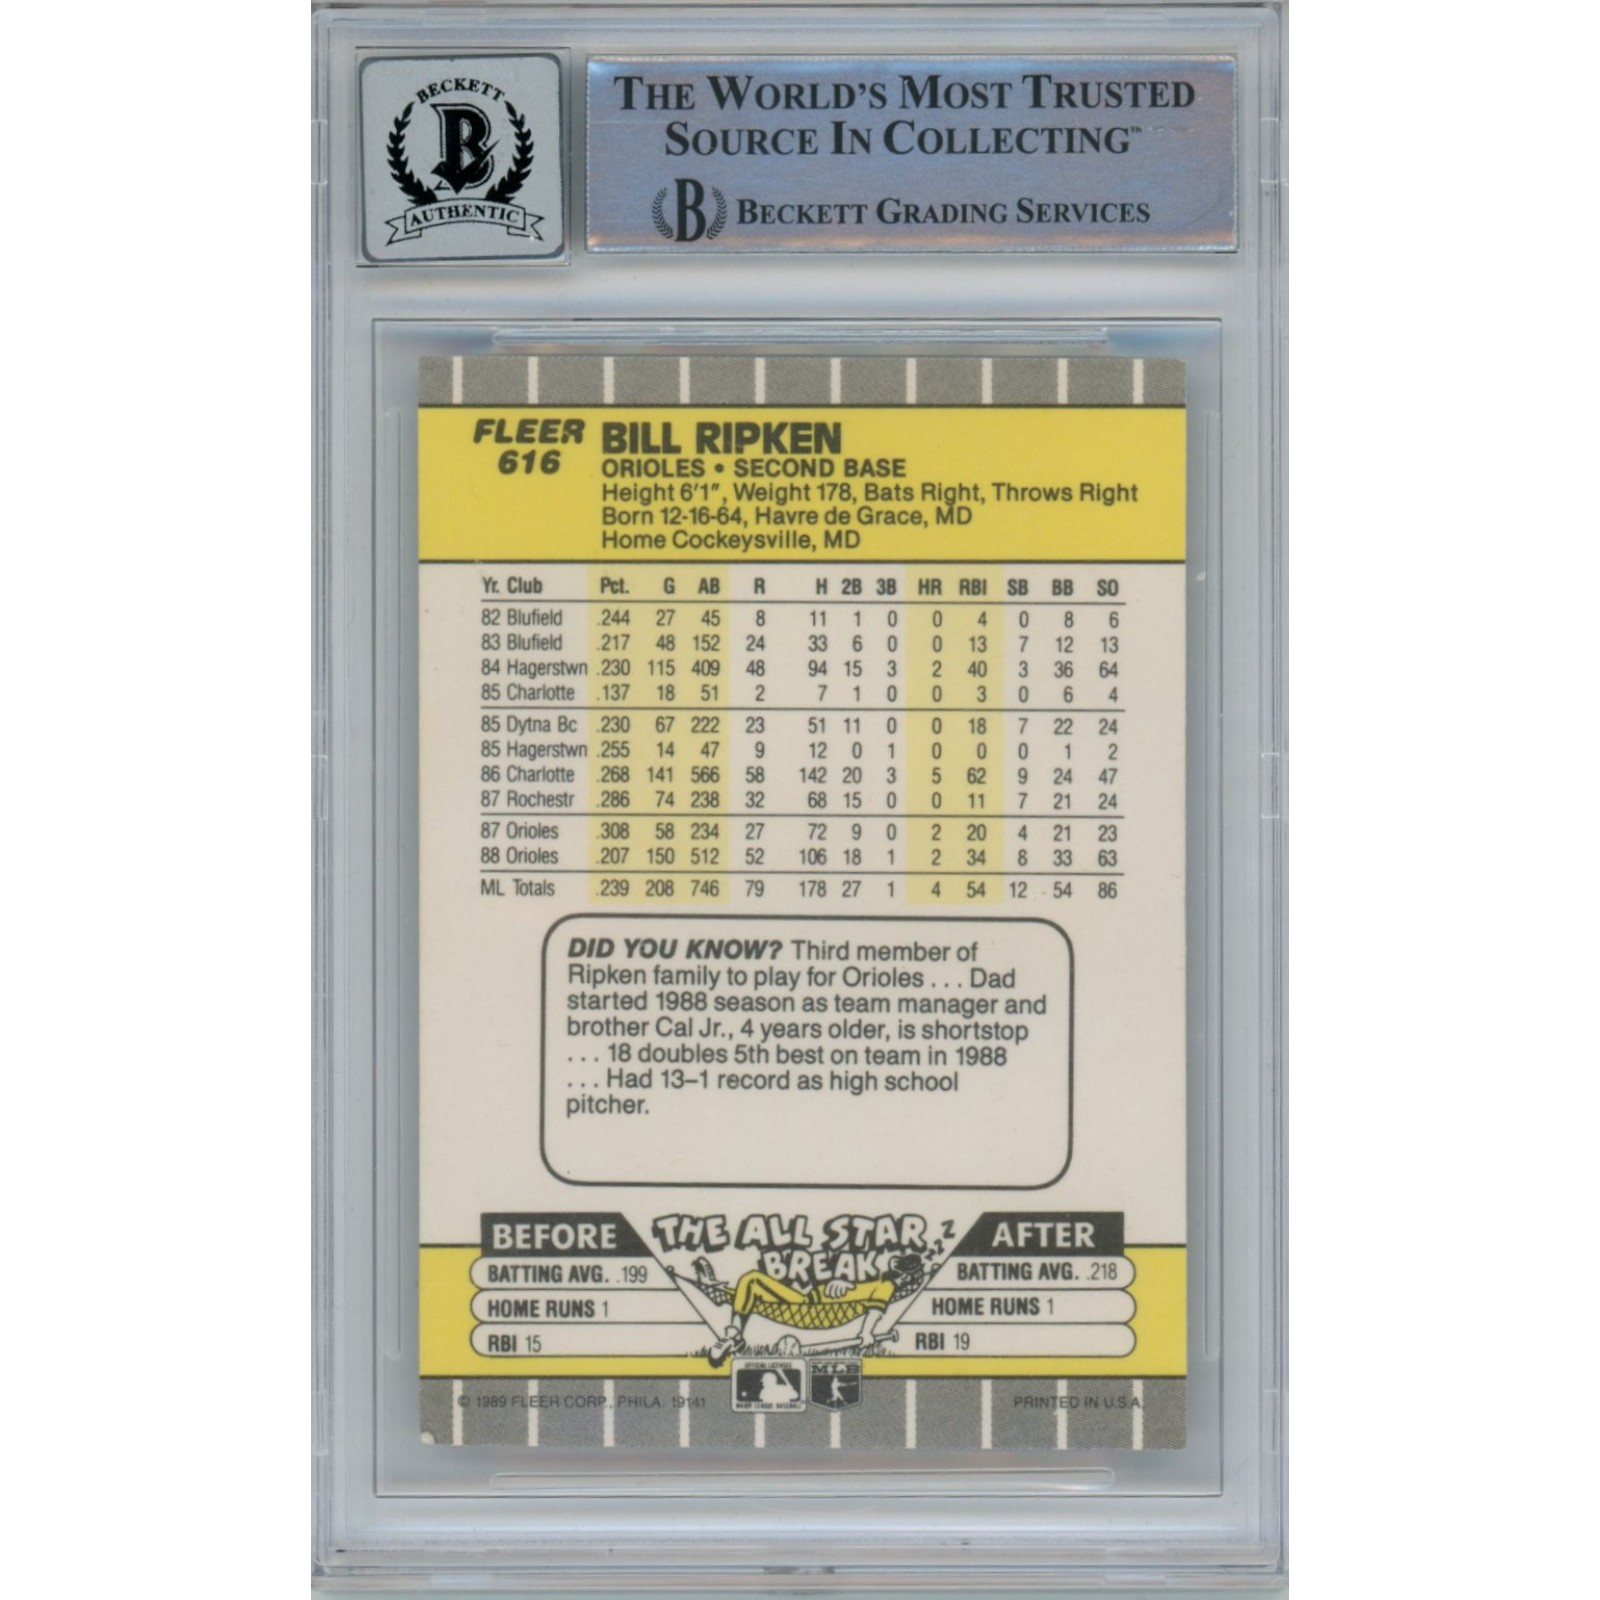 BECKETT
B
AUTHENTIC
THE WORLD'S MOST TRUSTED
SOURCE IN COLLECTING™
B BECKETT GRADING SERVICES
FLEER
616
BILL RIPKEN
ORIOLES • SECOND BASE
Height 6'1", Weight 178, Bats Right, Throws Right
Born 12-16-64, Havre de Grace, MD
Home Cockeysville, MD
Yr. Club Pct. G AB R H 2B 3B HR RBI SB BB SO
82 Blufield .244 27 45 8 11 1 0 0 4 0 8 6
83 Blufield .217 48 152 24 33 6 0 0 13 7 12 13
84 Hagerstwn .230 115 409 48 94 15 3 2 40 3 36 64
85 Charlotte .137 18 51 2 7 1 0 0 3 0 6 4
85 Dytna Bc .230 67 222 23 51 11 0 0 18 7 22 24
85 Hagerstwn .255 14 47 9 12 0 1 0 0 0 1 2
86 Charlotte .268 141 566 58 142 20 3 5 62 9 24 47
87 Rochestr .286 74 238 32 68 15 0 0 11 7 21 24
87 Orioles .308 58 234 27 72 9 0 2 20 4 21 23
88 Orioles .207 150 512 52 106 18 1 2 34 8 33 63
ML Totals .239 208 746 79 178 27 1 4 54 12 54 86
DID YOU KNOW? Third member of
Ripken family to play for Orioles . . . Dad
started 1988 season as team manager and
brother Cal Jr., 4 years older, is shortstop
. . . 18 doubles 5th best on team in 1988
. . . Had 13–1 record as high school
pitcher.
THE ALL STAR
BREAK
ZZZZ
BEFORE
BATTING AVG. .199
HOME RUNS 1
RBI 15
AFTER
BATTING AVG. .218
HOME RUNS 1
RBI 19
OFFICIAL LICENSEE
MAJOR LEAGUE BASEBALL
MLB
© 1989 FLEER CORP., PHILA. 19141
PRINTED IN U.S.A.